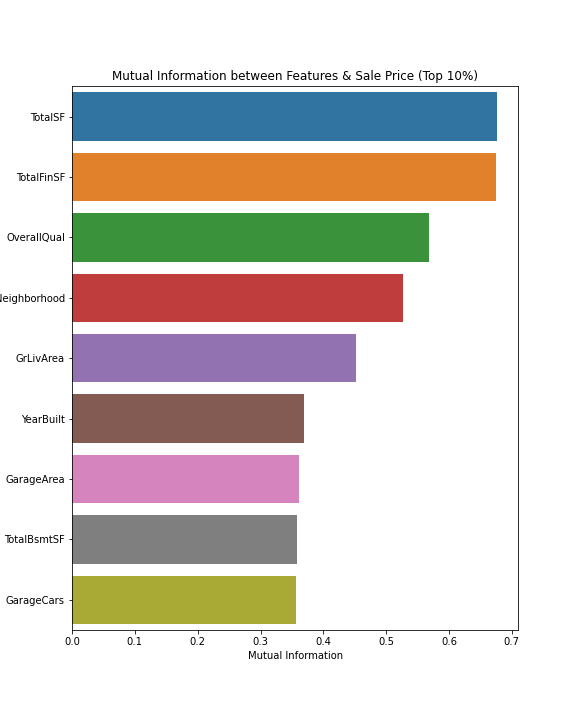 Mutual Information between Features & Sale Price (Top 10%)
TotalSF
TotalFinSF
OverallQual
Neighborhood
GrLivArea
YearBuilt
GarageArea
TotalBsmtSF
GarageCars
0.0 0.1 0.2 0.3 0.4 0.5 0.6 0.7
Mutual Information